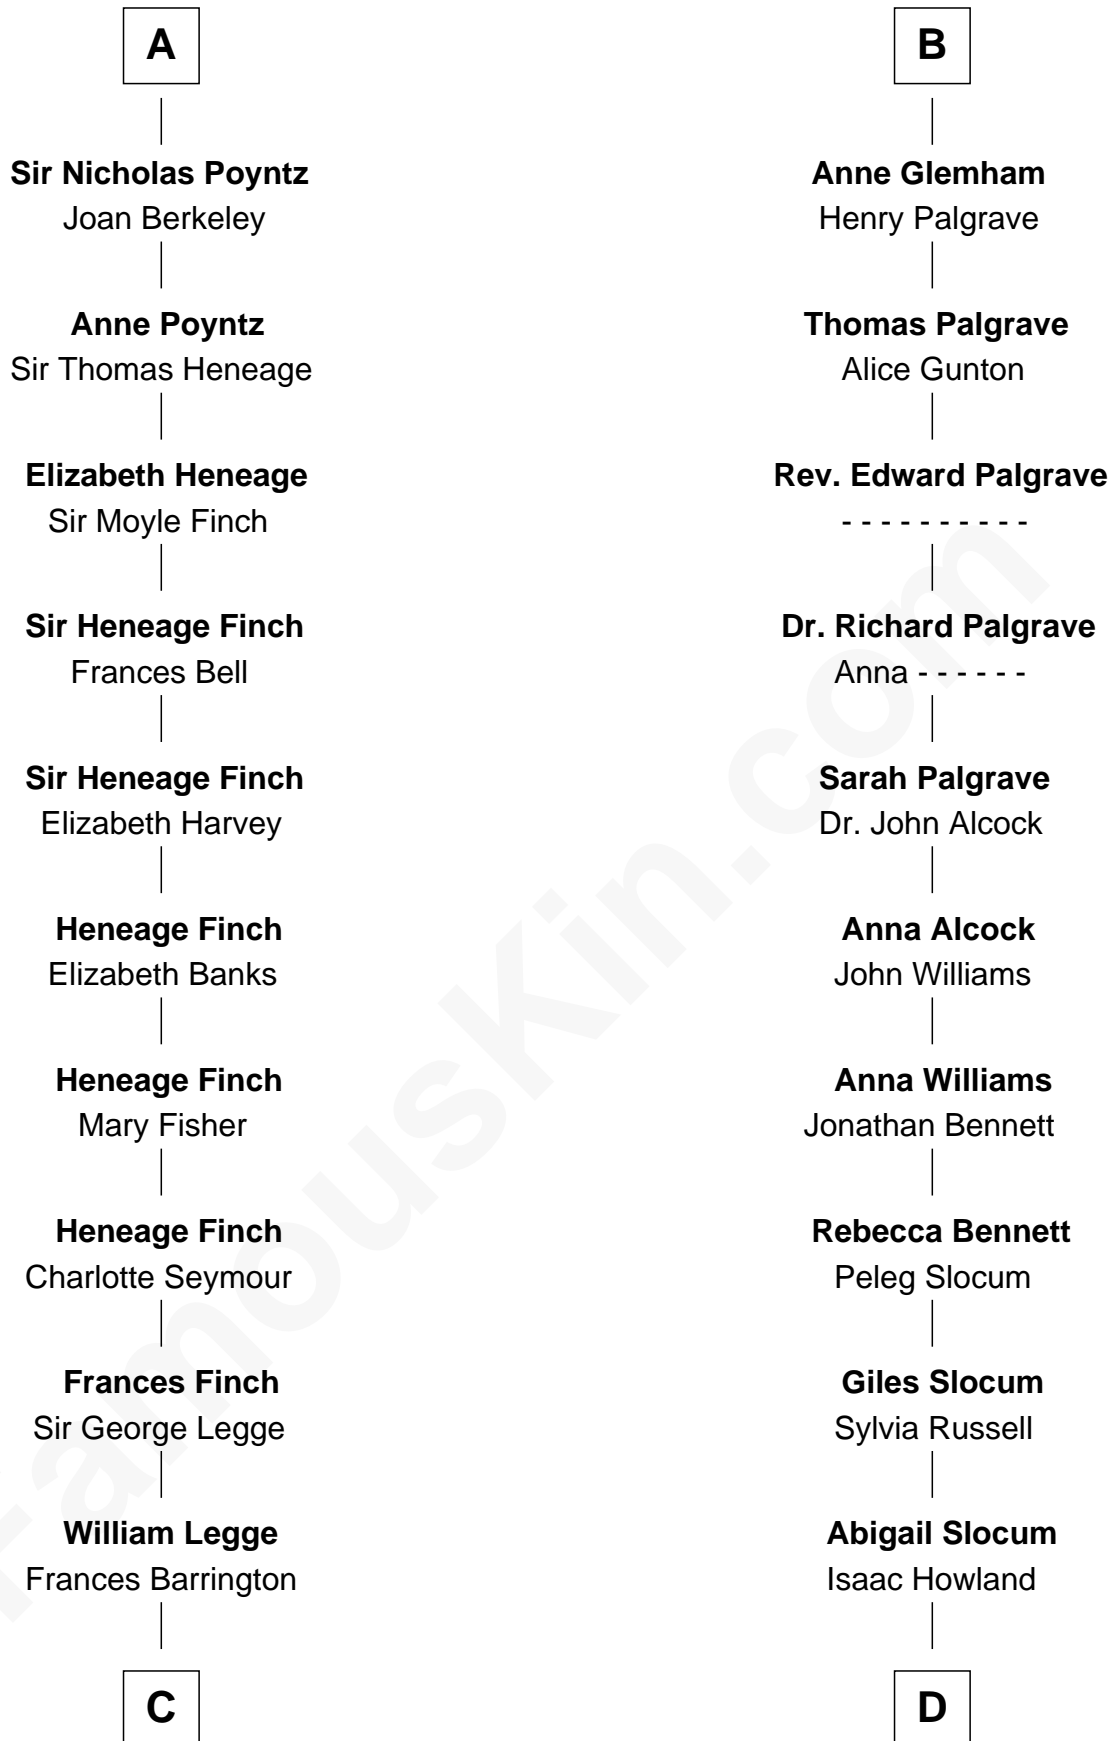 A
Sir Nicholas Poyntz
Joan Berkeley
Anne Poyntz
Sir Thomas Heneage
Elizabeth Heneage
Sir Moyle Finch
Sir Heneage Finch
Frances Bell
Sir Heneage Finch
Elizabeth Harvey
Heneage Finch
Elizabeth Banks
Heneage Finch
Mary Fisher
Heneage Finch
Charlotte Seymour
Frances Finch
Sir George Legge
William Legge
Frances Barrington
C
B
Anne Glemham
Henry Palgrave
Thomas Palgrave
Alice Gunton
Rev. Edward Palgrave
- - - - - - - - - -
Dr. Richard Palgrave
Anna - - - - - -
Sarah Palgrave
Dr. John Alcock
Anna Alcock
John Williams
Anna Williams
Jonathan Bennett
Rebecca Bennett
Peleg Slocum
Giles Slocum
Sylvia Russell
Abigail Slocum
Isaac Howland
D
FamousKin.com